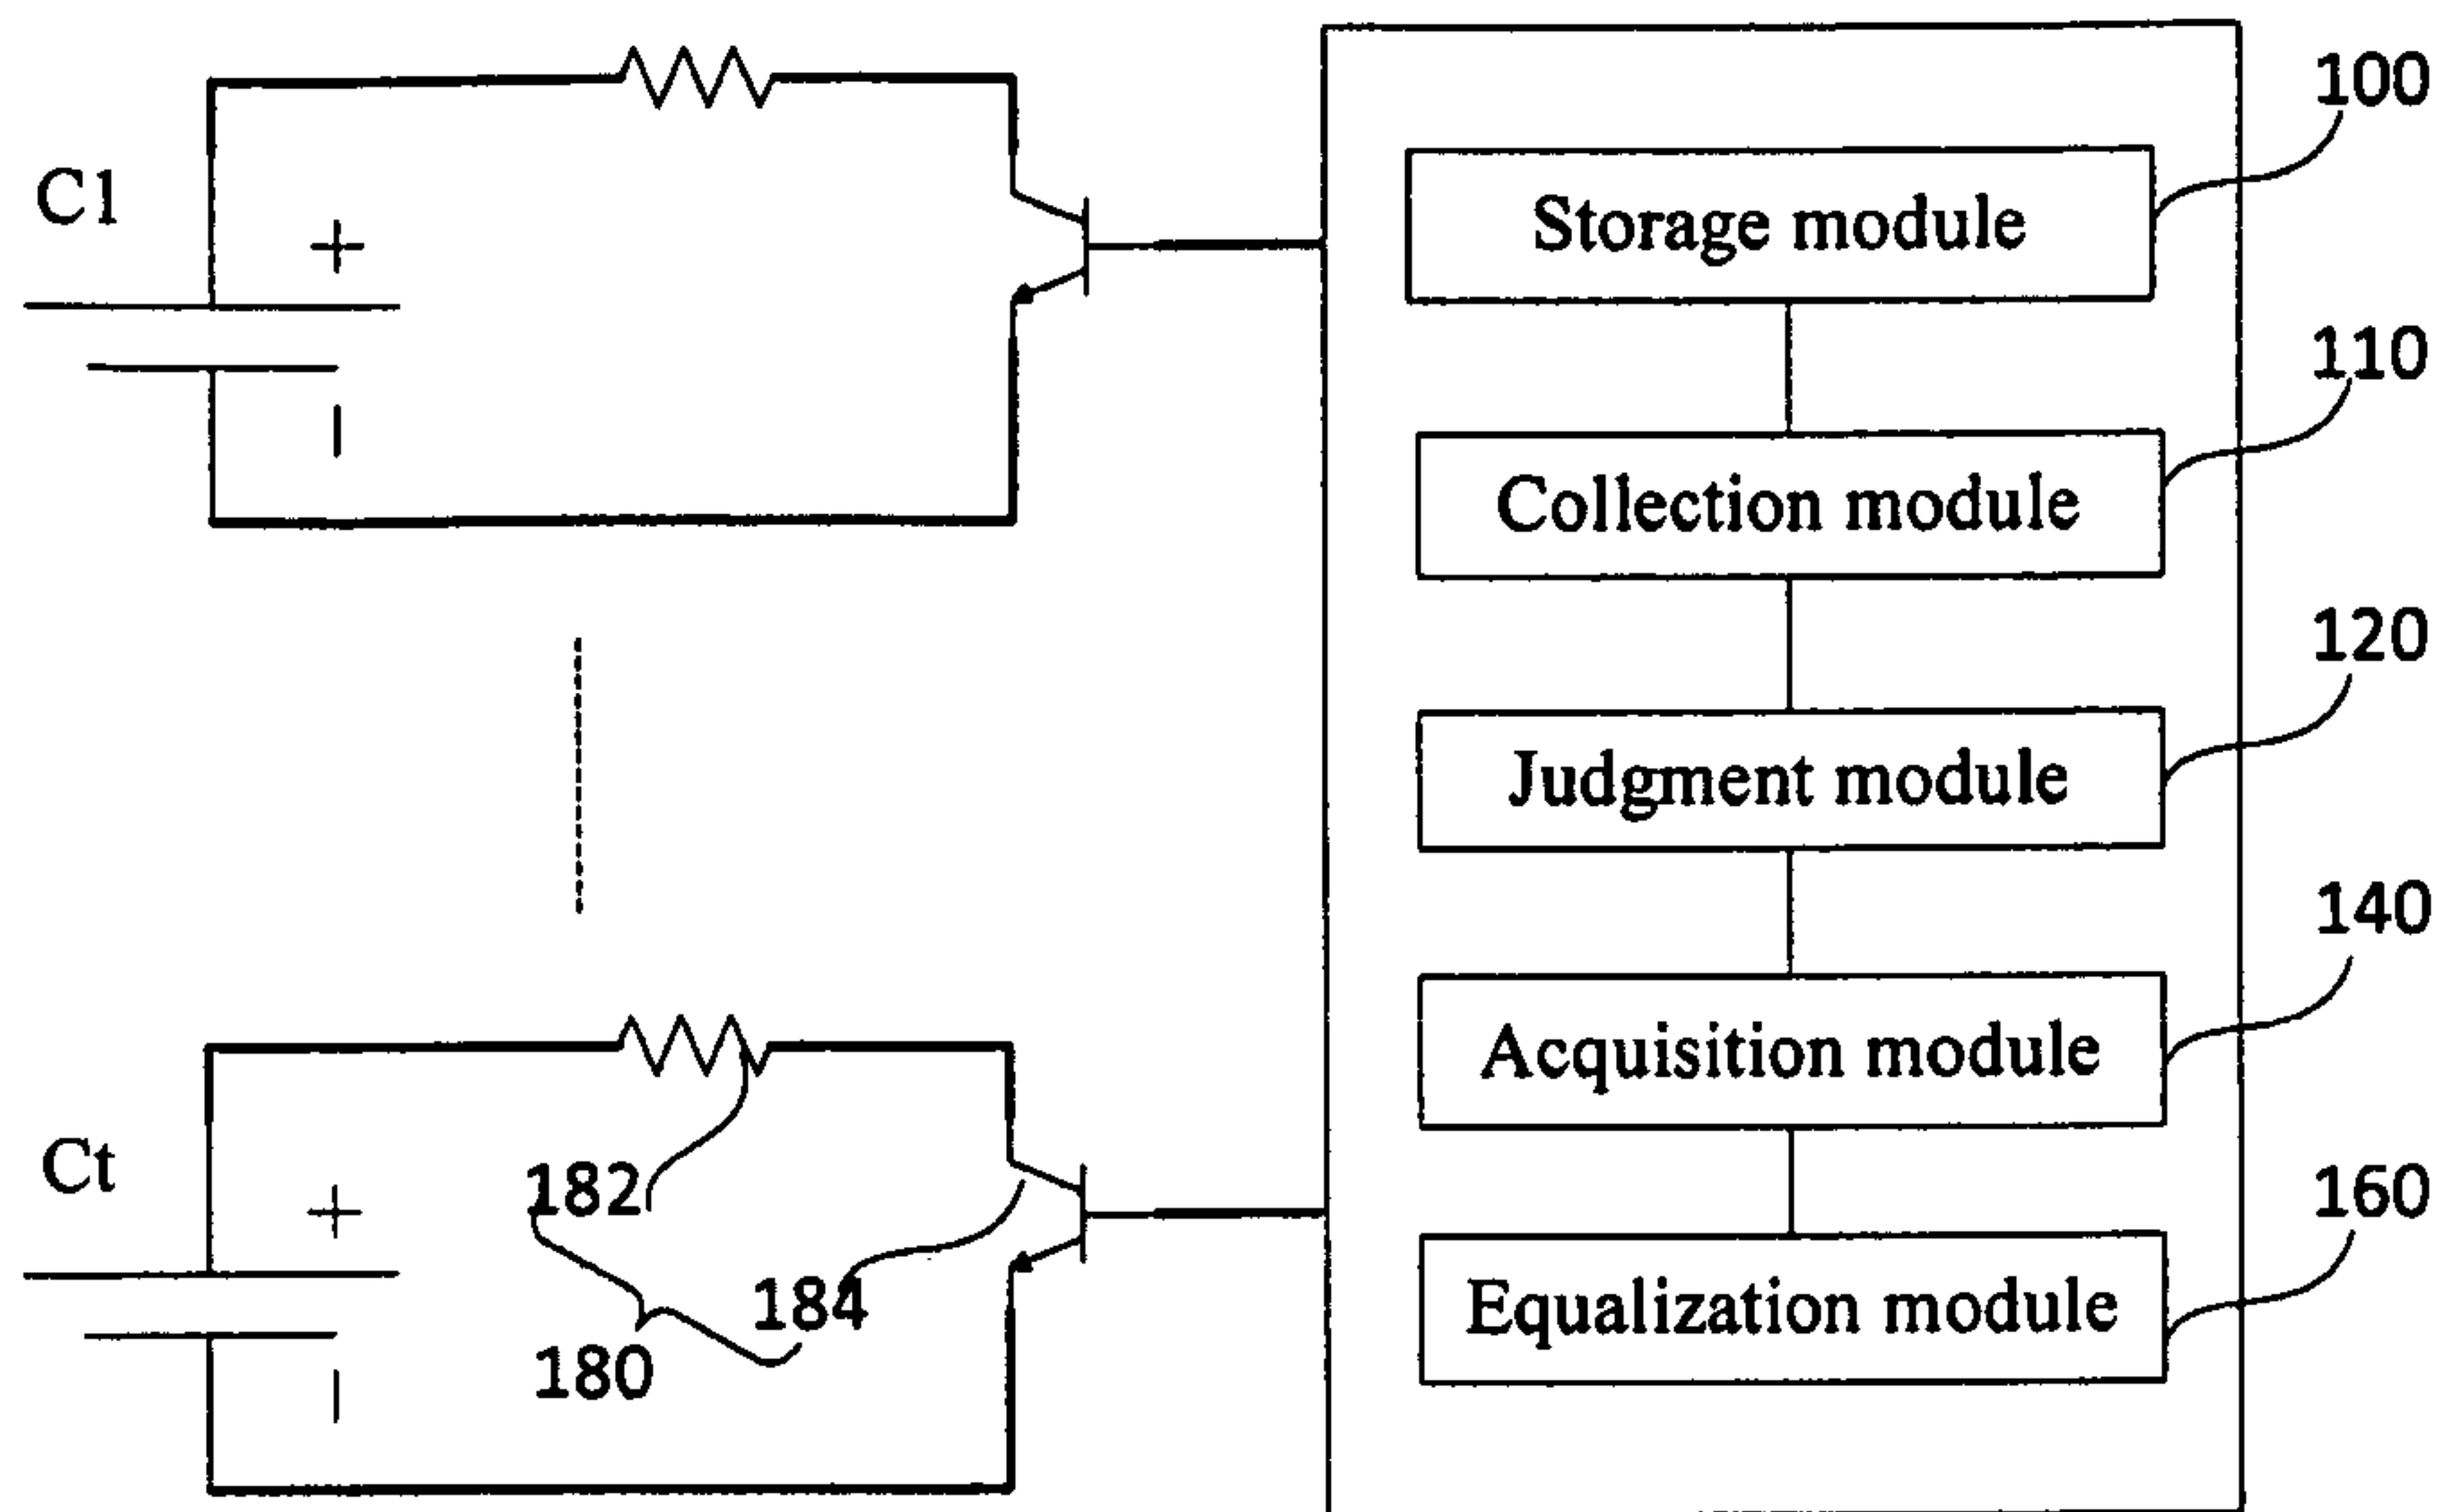 C1
+
−
Ct
+
−
182
184
180
100
Storage module
110
Collection module
120
Judgment module
140
Acquisition module
160
Equalization module